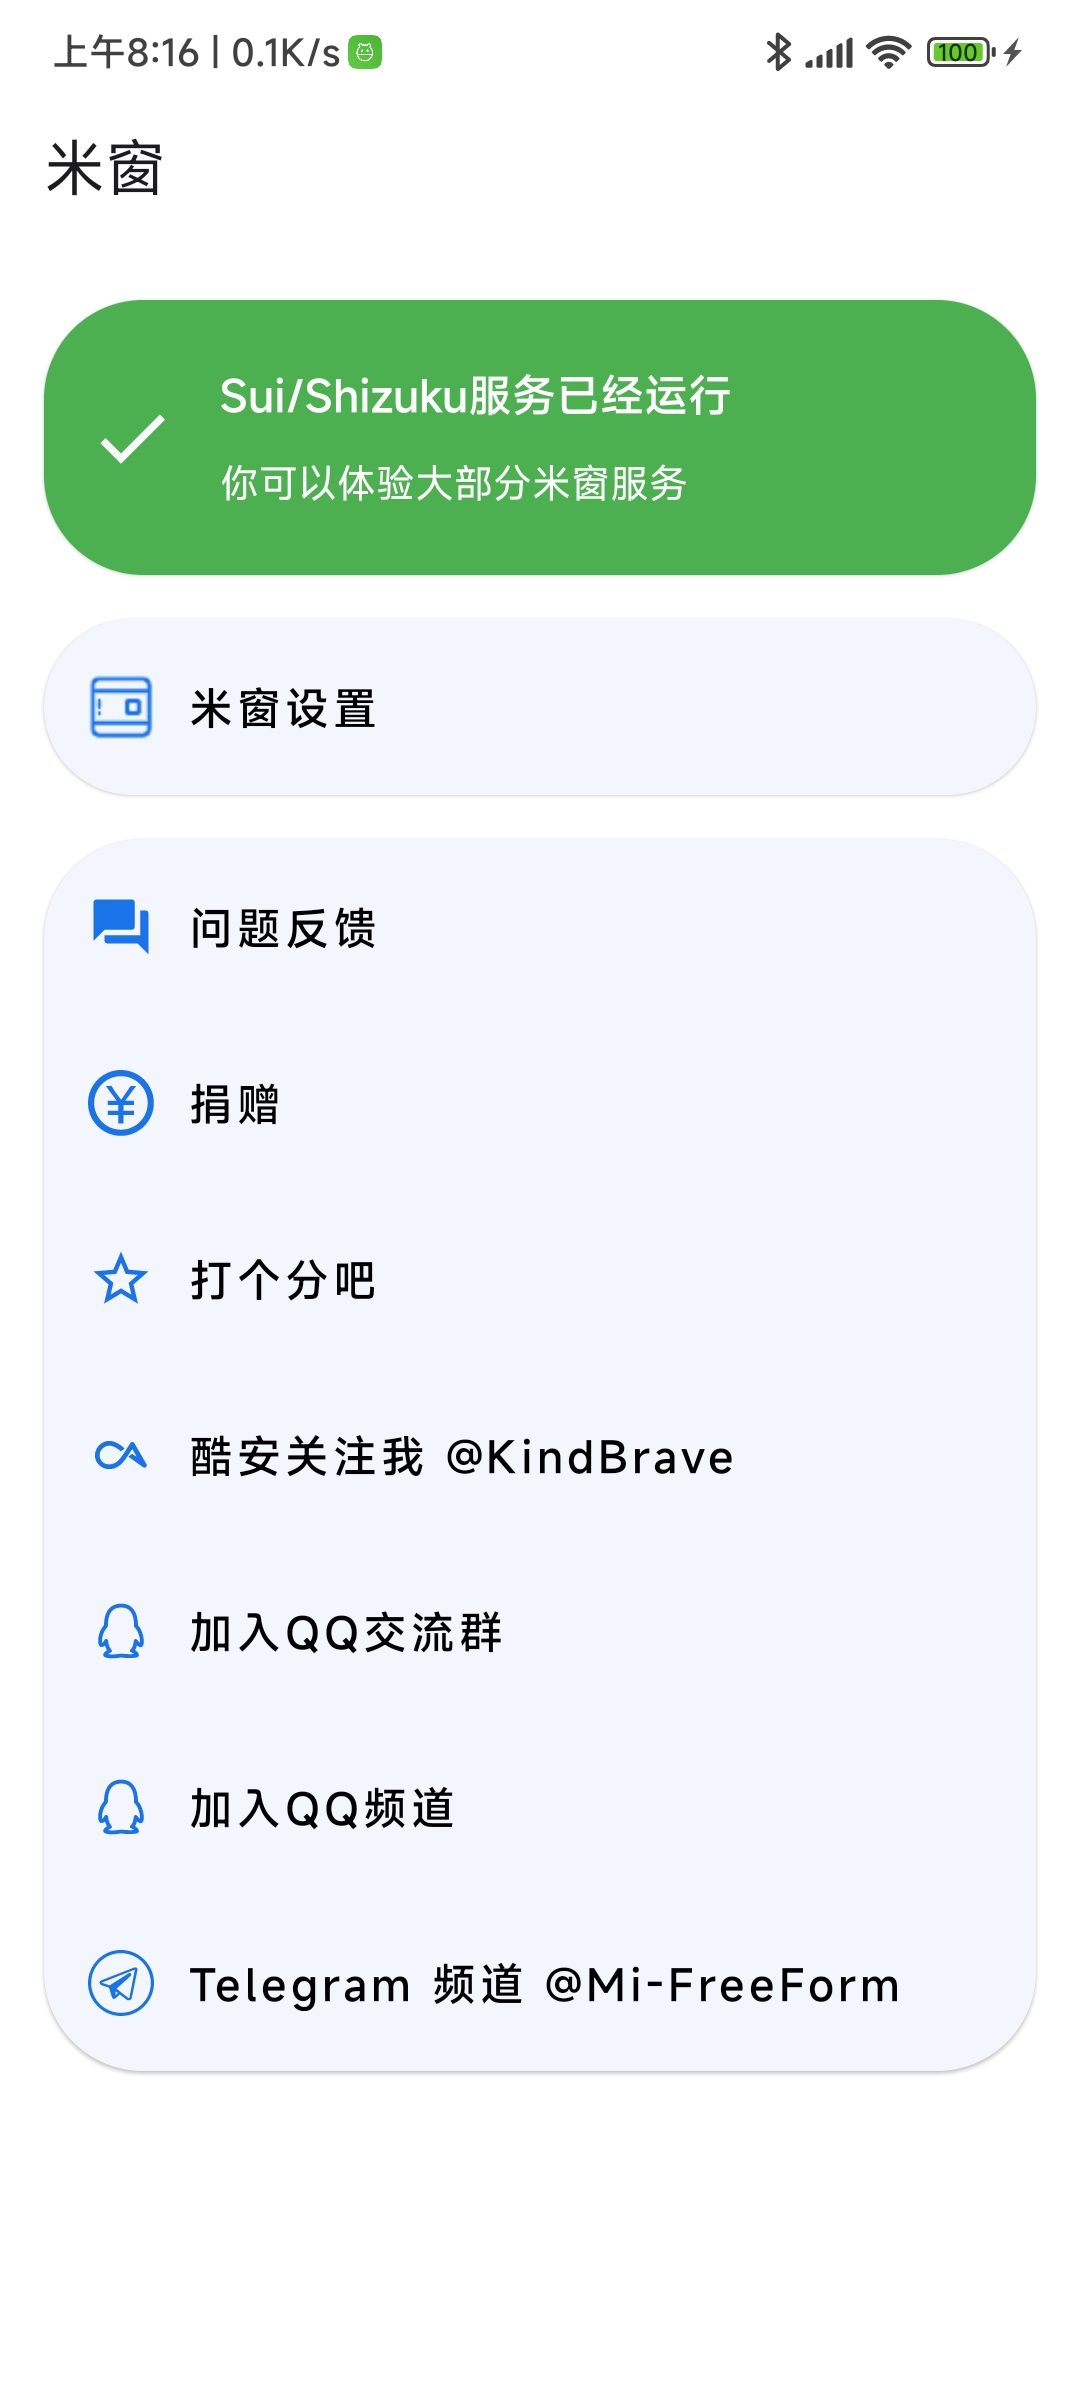 上午8:16 | 0.1K/s
100
米窗
Sui/Shizuku服务已经运行
你可以体验大部分米窗服务
米窗设置
问题反馈
捐赠
打个分吧
酷安关注我 @KindBrave
加入QQ交流群
加入QQ频道
Telegram 频道 @Mi-FreeForm